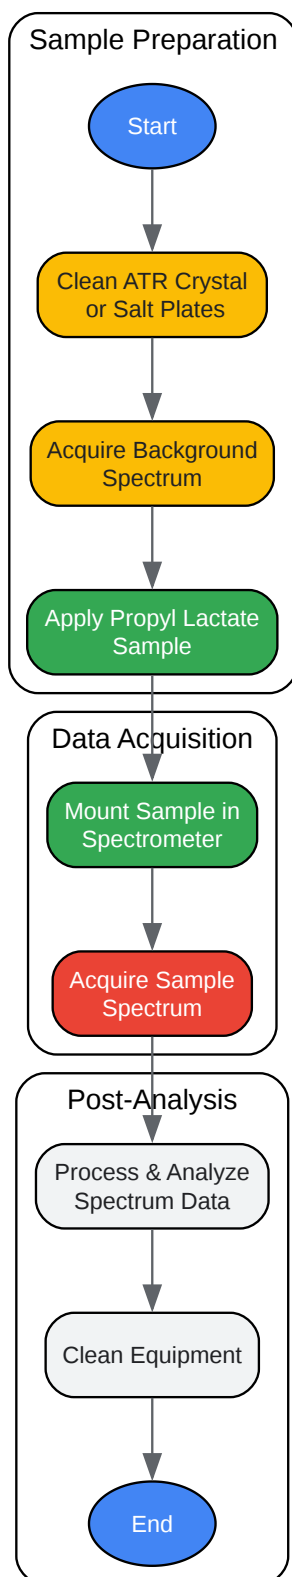 Sample Preparation
Start
Clean ATR Crystal
or Salt Plates
Acquire Background
Spectrum
Apply Propyl Lactate
Sample
Data Acquisition
Mount Sample in
Spectrometer
Acquire Sample
Spectrum
Post-Analysis
Process & Analyze
Spectrum Data
Clean Equipment
End